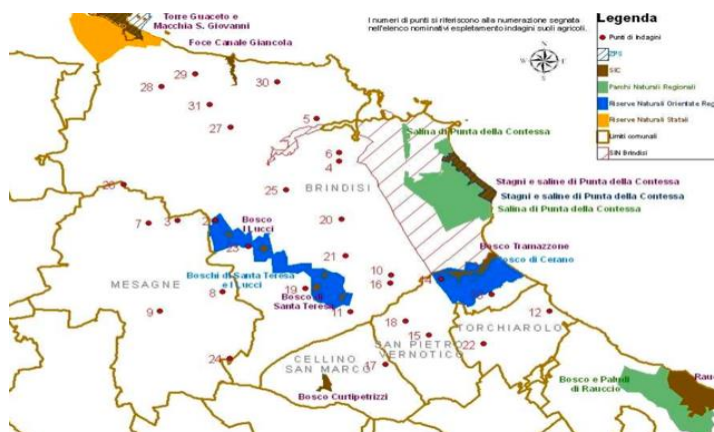 Torre Guaceto e
Macchia S. Giovanni
Foce Canale Giancola
I numeri di punti si riferiscono alla numerazione segnata
nell'elenco nominativi espletamento indagini suoli agricoli.
Legenda
Punti di Indagini
ZPS
SIC
Parchi Naturali Regionali
Riserve Naturali Orientate Reg
Riserve Naturali Statali
Limiti comunali
SIN Brindisi
29
28
30
31
27
5
Salina di Punta della Contessa
6
4
Stagni e saline di Punta della Contessa
Stagni e saline di Punta della Contessa
Salina di Punta della Contessa
25
BRINDISI
20
7
3
2
Bosco
I Lucci
23
21
Bosco Tramazzone
Bosco di Cerano
Boschi di Santa Teresa
e I Lucci
10
16
14
MESAGNE
8
19
Bosco di
Santa Teresa
11
9
12
18
TORCHIAROLO
15
SAN PIETRO
VERNOTICO
22
24
CELLINO
SAN MARCO
17
Bosco Curtipetrizzi
Bosco e Paludi
di Rauccio
Rau